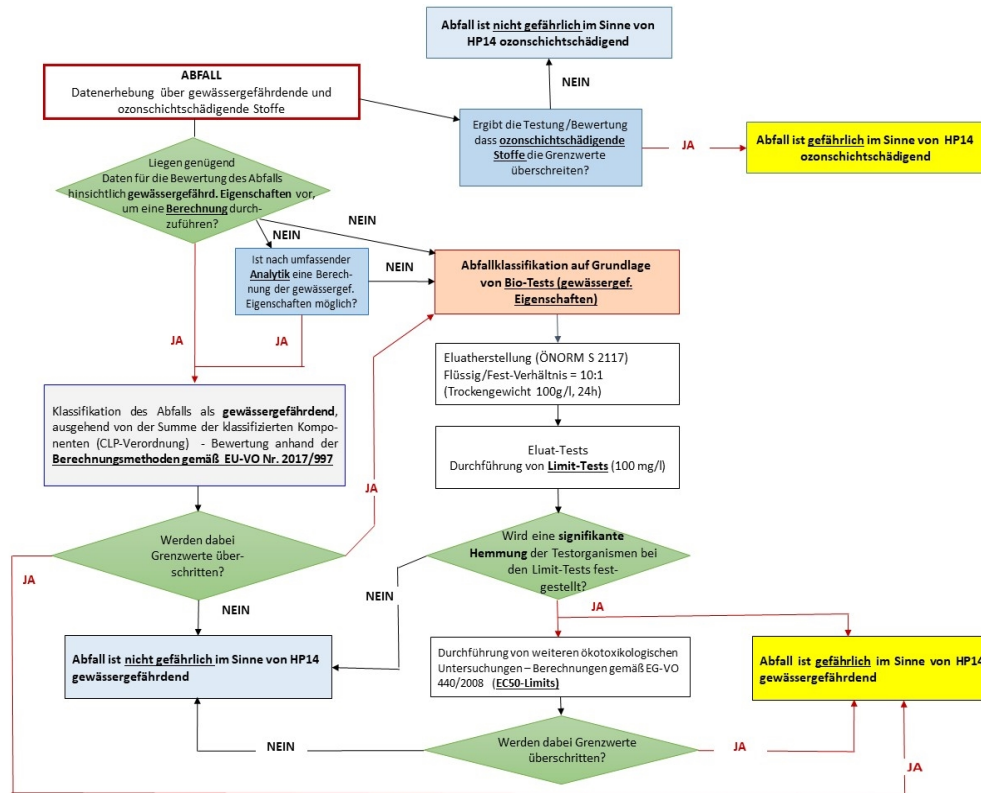 Abfall ist nicht gefährlich im Sinne von
HP14 ozonschichtschädigend
NEIN
ABFALL
Datenerhebung über gewässergefährdende und
ozonschichtschädigende Stoffe
Ergibt die Testung/Bewertung
dass ozonschichtschädigende
Stoffe die Grenzwerte
überschreiten?
JA
Abfall ist gefährlich im Sinne von HP14
ozonschichtschädigend
Liegen genügend
Daten für die Bewertung des Abfalls
hinsichtlich gewässergefährd. Eigenschaften vor,
um eine Berechnung durch-
zuführen?
NEIN
NEIN
Ist nach umfassender
Analytik eine Berech-
nung der gewässergef.
Eigenschaften möglich?
NEIN
Abfallklassifikation auf Grundlage
von Bio-Tests (gewässergef.
Eigenschaften)
JA
JA
JA
Eluatherstellung (ÖNORM S 2117)
Flüssig/Fest-Verhältnis = 10:1
(Trockengewicht 100g/l, 24h)
Klassifikation des Abfalls als gewässergefährdend,
ausgehend von der Summe der klassifizierten Kompo-
nenten (CLP-Verordnung) - Bewertung anhand der
Berechnungsmethoden gemäß EU-VO Nr. 2017/997
Eluat-Tests
Durchführung von Limit-Tests (100 mg/l)
Werden dabei
Grenzwerte über-
schritten?
JA
NEIN
Wird eine signifikante
Hemmung der Testorganismen bei
den Limit-Tests fest-
gestellt?
NEIN
JA
Abfall ist nicht gefährlich im Sinne von HP14
gewässergefährdend
Durchführung von weiteren ökotoxikologischen
Untersuchungen – Berechnungen gemäß EG-VO
440/2008 (EC50-Limits)
Abfall ist gefährlich im Sinne von HP14
gewässergefährdend
NEIN
Werden dabei Grenzwerte
überschritten?
JA
JA